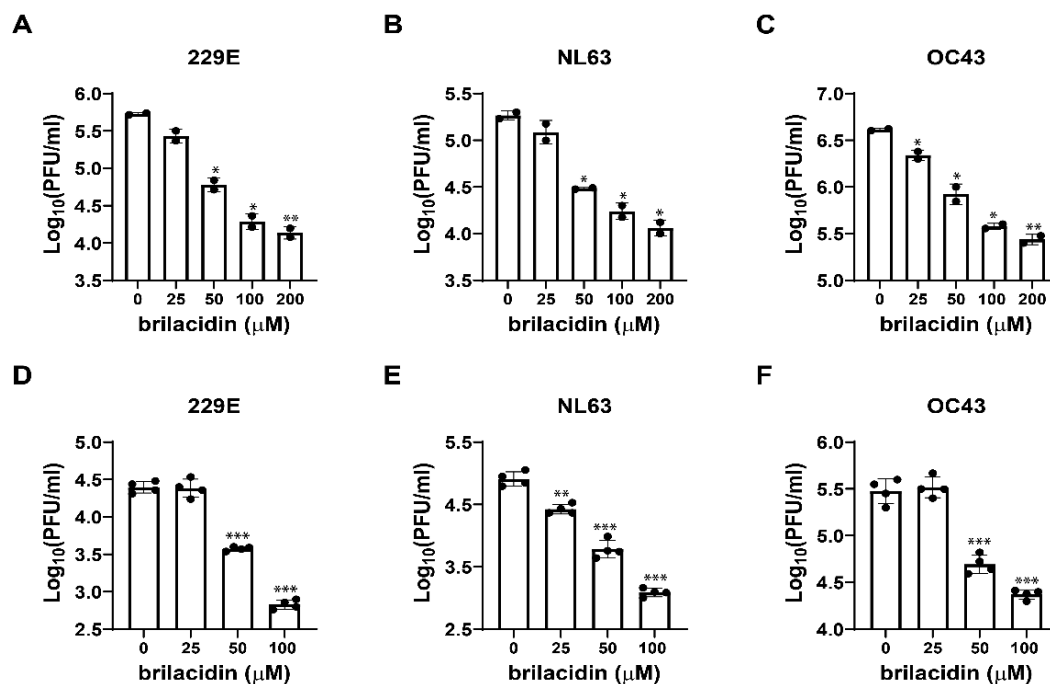 A
229E
Log₁₀(PFU/ml)
6.0
5.5
5.0
4.5
4.0
3.5
* * **
0 25 50 100 200
brilacidin (μM)
B
NL63
Log₁₀(PFU/ml)
5.5
5.0
4.5
4.0
3.5
* * *
0 25 50 100 200
brilacidin (μM)
C
OC43
Log₁₀(PFU/ml)
7.0
6.5
6.0
5.5
5.0
* * * **
0 25 50 100 200
brilacidin (μM)
D
229E
Log₁₀(PFU/ml)
5.0
4.5
4.0
3.5
3.0
2.5
*** ***
0 25 50 100
brilacidin (μM)
E
NL63
Log₁₀(PFU/ml)
5.5
4.5
3.5
2.5
** *** ***
0 25 50 100
brilacidin (μM)
F
OC43
Log₁₀(PFU/ml)
6.0
5.5
5.0
4.5
4.0
*** ***
0 25 50 100
brilacidin (μM)